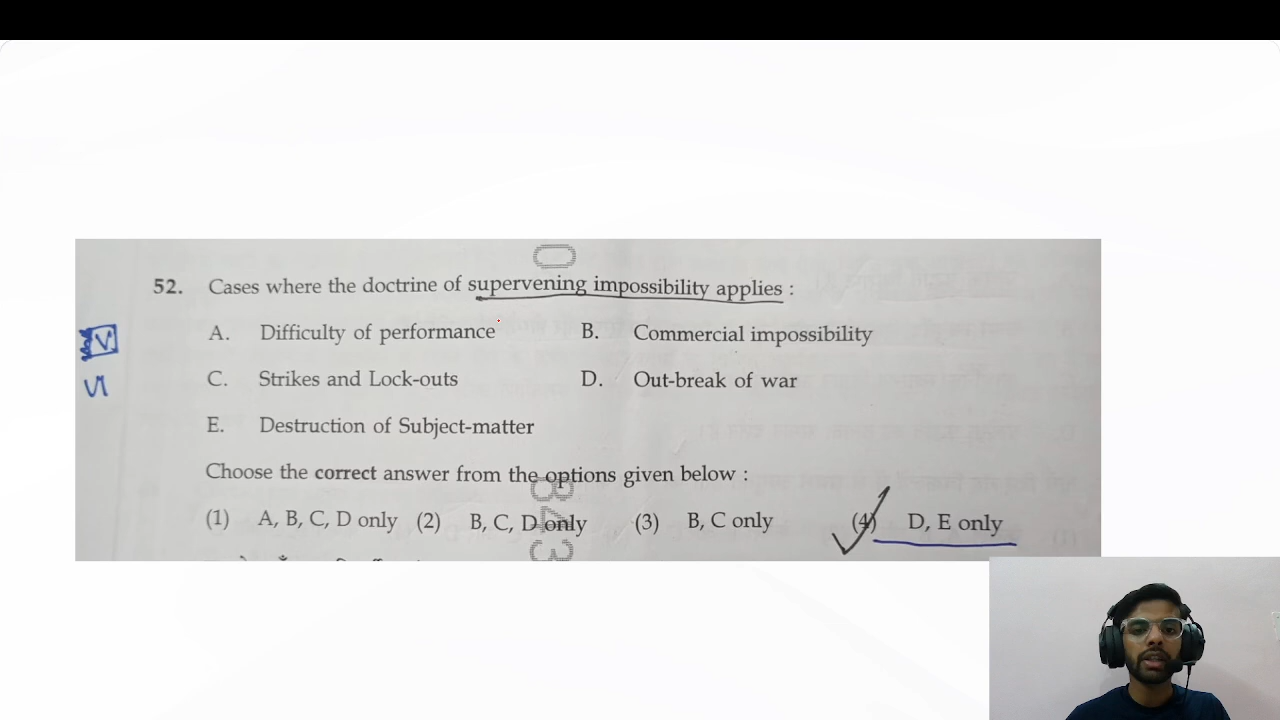 52. Cases where the doctrine of supervening impossibility applies :
A. Difficulty of performance B. Commercial impossibility
C. Strikes and Lock-outs D. Out-break of war
E. Destruction of Subject-matter
Choose the correct answer from the options given below :
(1) A, B, C, D only (2) B, C, D only (3) B, C only (4) D, E only